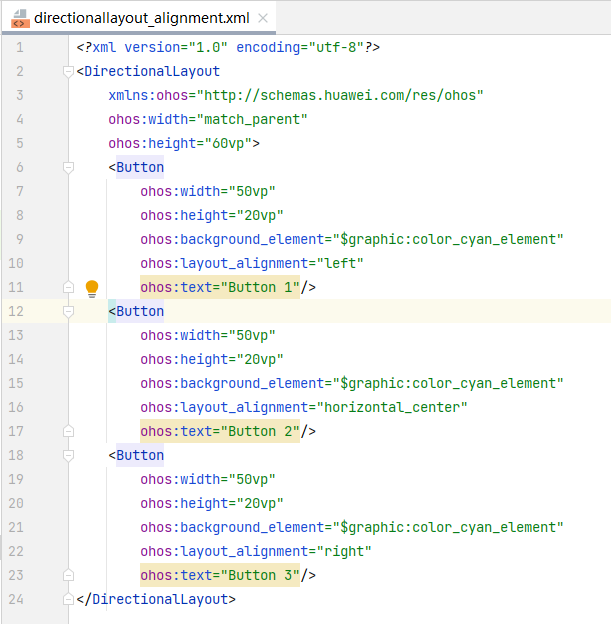 directionallayout_alignment.xml
1 <?xml version="1.0" encoding="utf-8"?>
2 <DirectionalLayout
3 xmlns:ohos="http://schemas.huawei.com/res/ohos"
4 ohos:width="match_parent"
5 ohos:height="60vp">
6 <Button
7 ohos:width="50vp"
8 ohos:height="20vp"
9 ohos:background_element="$graphic:color_cyan_element"
10 ohos:layout_alignment="left"
11 ohos:text="Button 1"/>
12 <Button
13 ohos:width="50vp"
14 ohos:height="20vp"
15 ohos:background_element="$graphic:color_cyan_element"
16 ohos:layout_alignment="horizontal_center"
17 ohos:text="Button 2"/>
18 <Button
19 ohos:width="50vp"
20 ohos:height="20vp"
21 ohos:background_element="$graphic:color_cyan_element"
22 ohos:layout_alignment="right"
23 ohos:text="Button 3"/>
24 </DirectionalLayout>